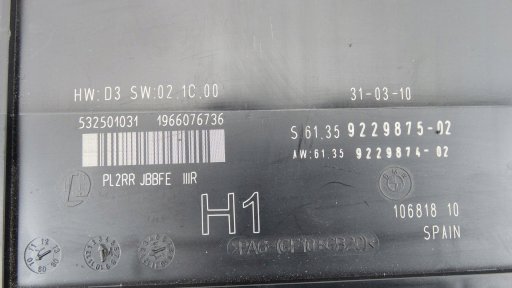 HW:D3 SW:02,1C,00
31-03-10
532501031 1966076736
S 61.35 9229875-02
AW:61.35 9229874-02
PL2RR JBBFE IIIR
H1
106818 10
SPAIN